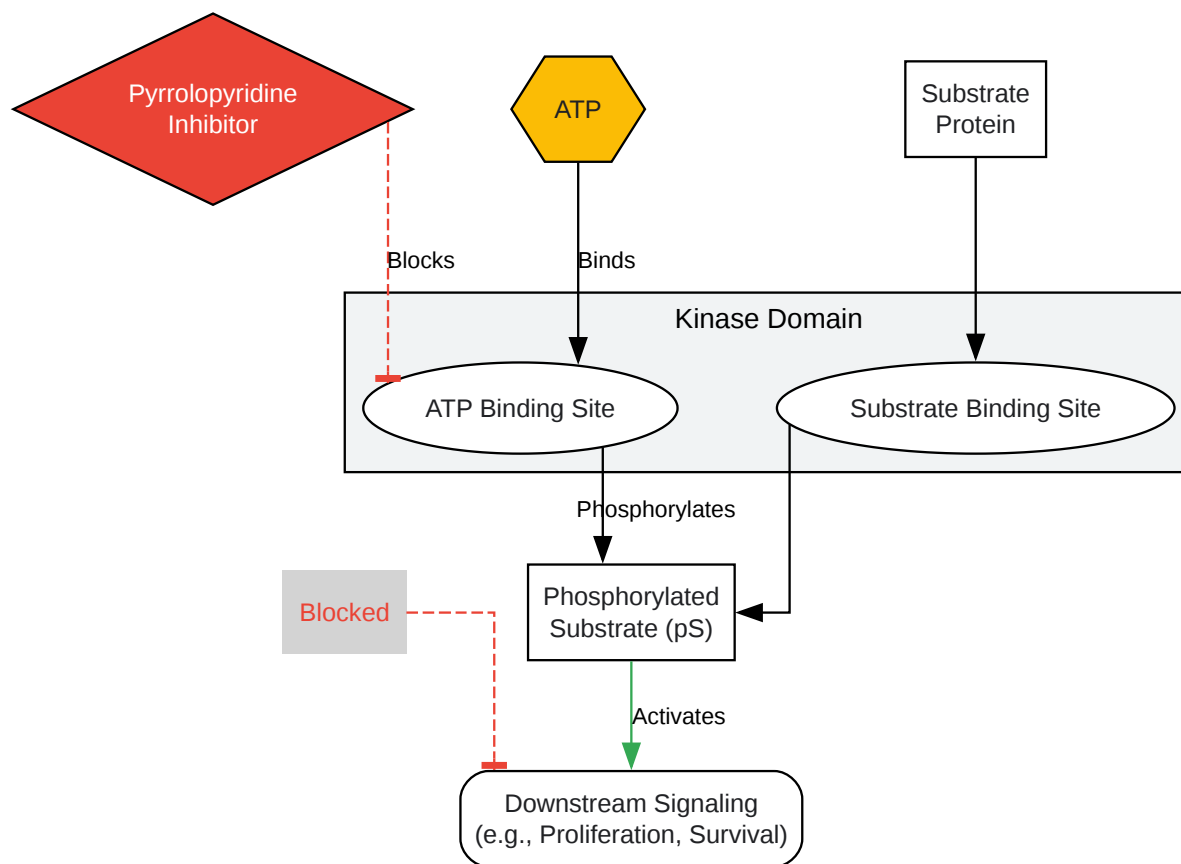 Pyrrolopyridine
Inhibitor
ATP
Substrate
Protein
Blocks
Binds
Kinase Domain
ATP Binding Site
Substrate Binding Site
Phosphorylates
Blocked
Phosphorylated
Substrate (pS)
Activates
Downstream Signaling
(e.g., Proliferation, Survival)